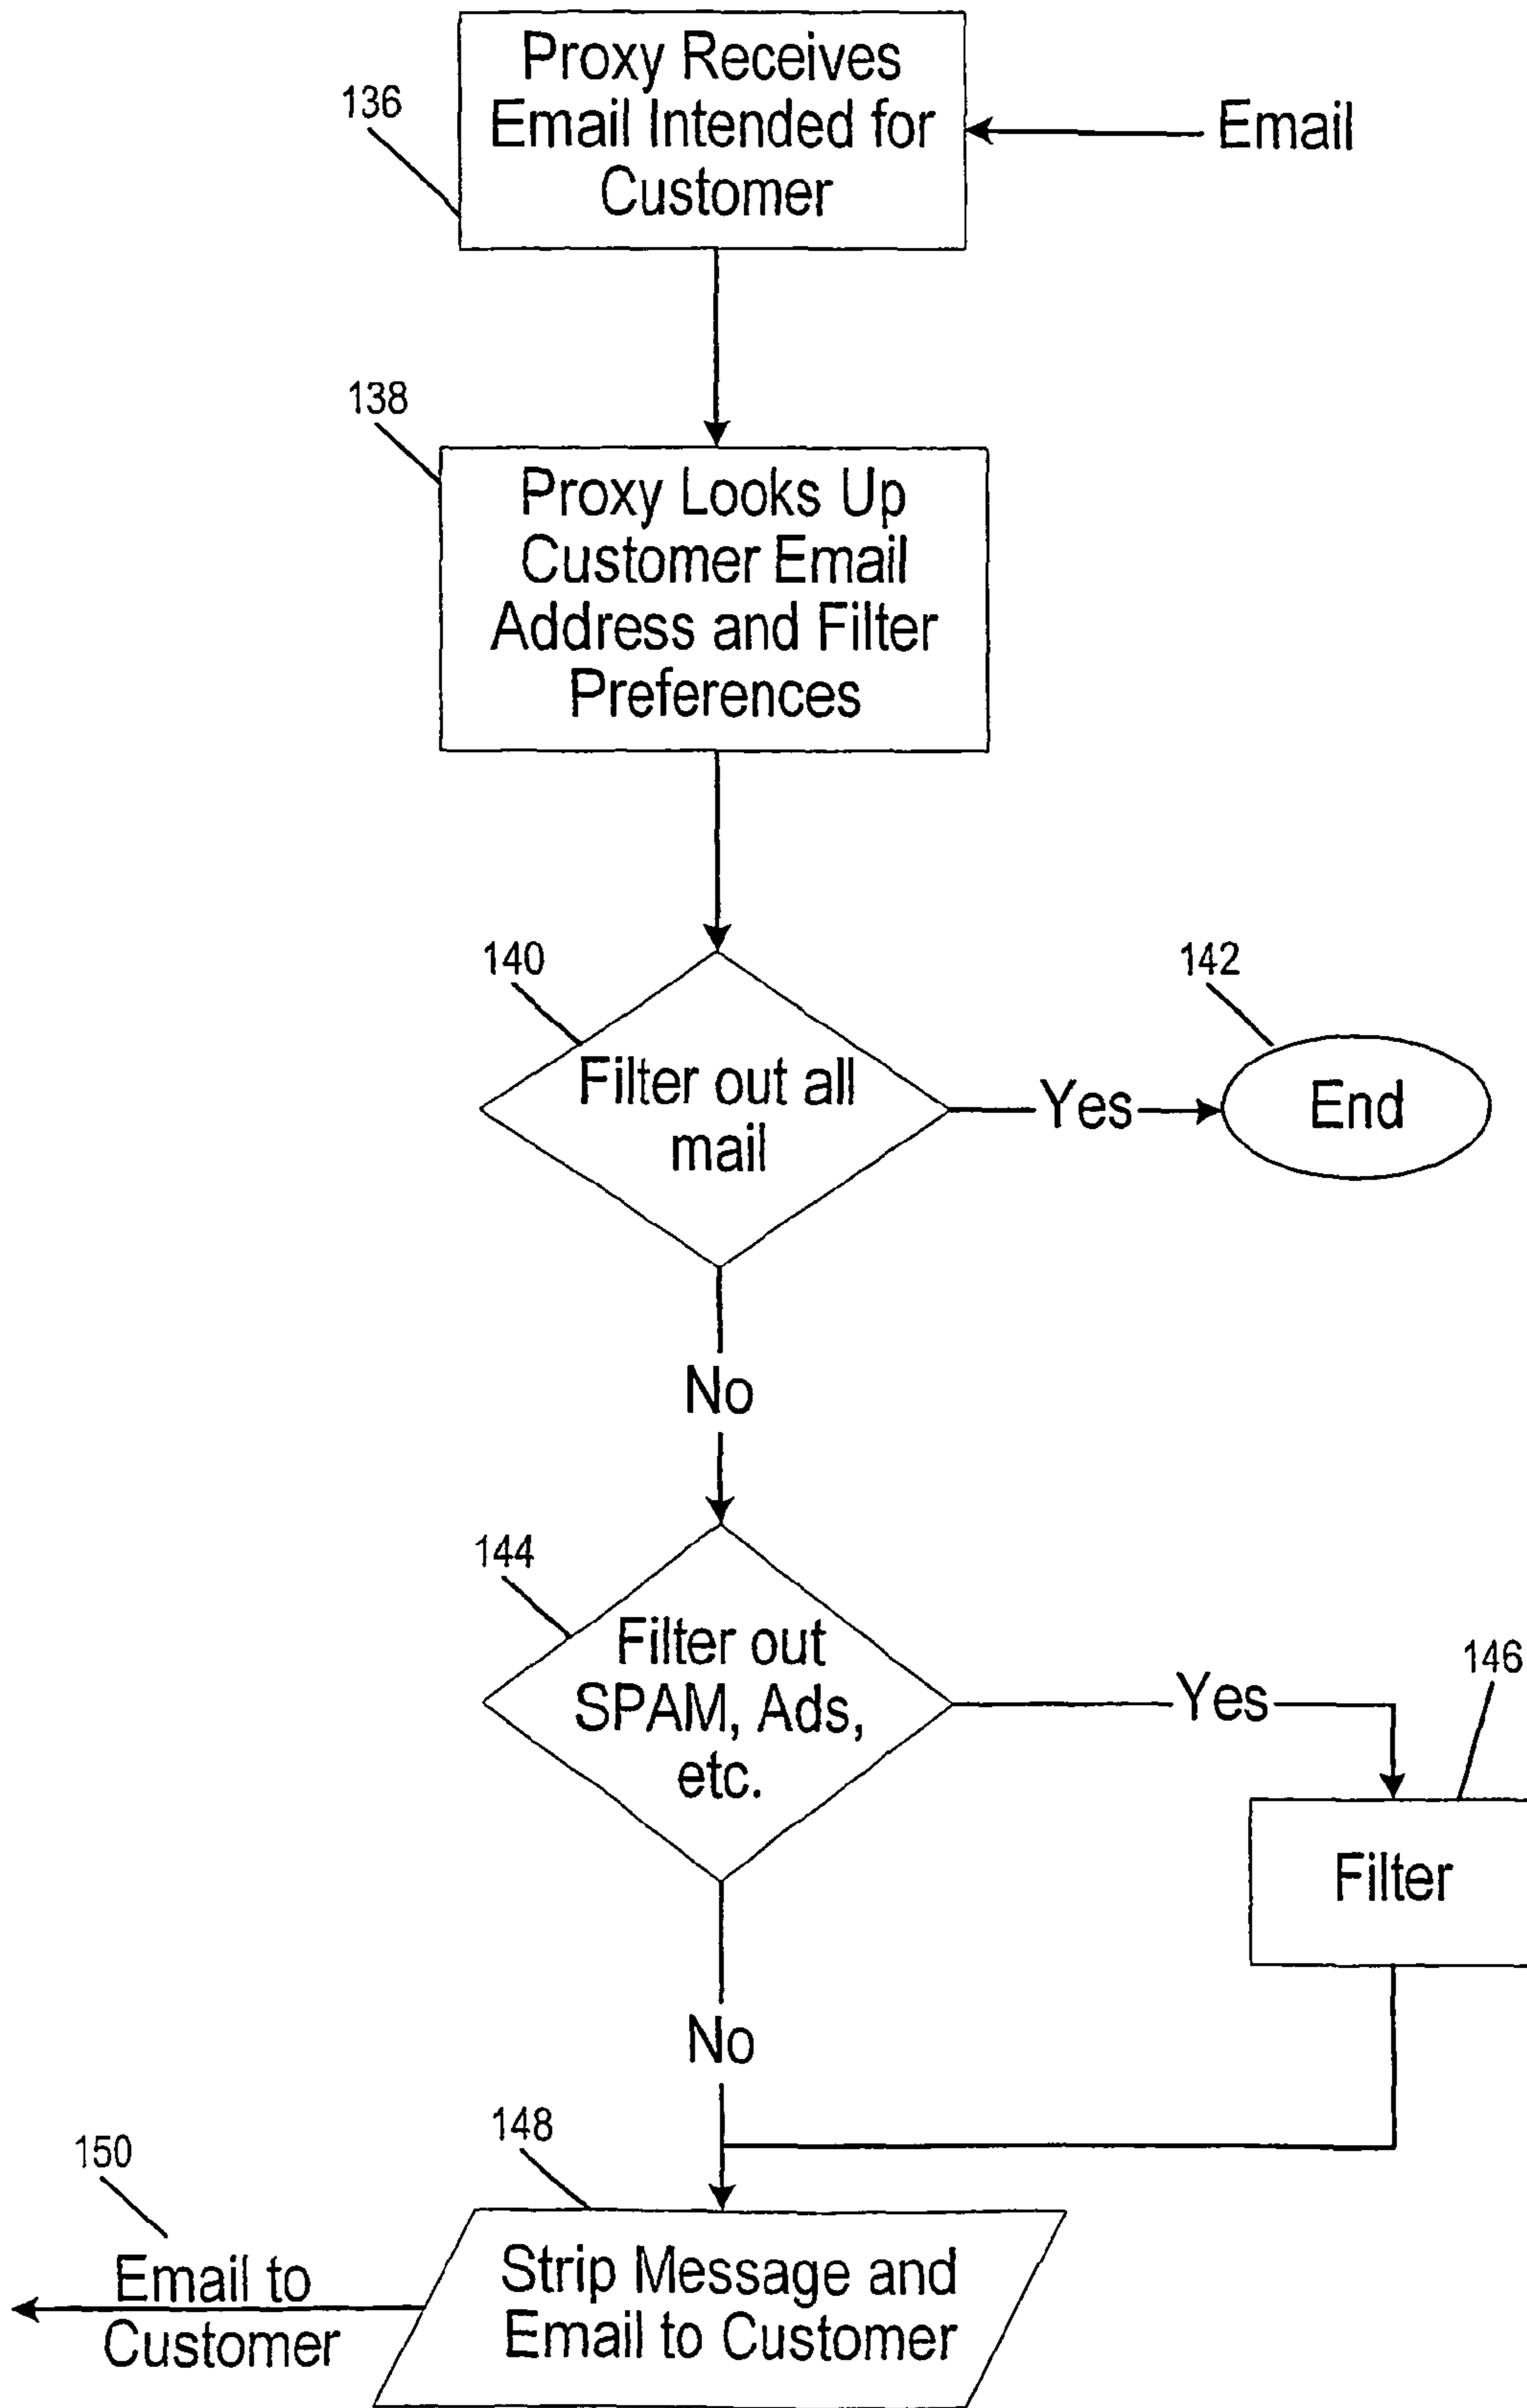 Proxy Receives
Email Intended for
Customer
136
Email
138
Proxy Looks Up
Customer Email
Address and Filter
Preferences
140
Filter out all
mail
Yes
142
End
No
144
Filter out
SPAM, Ads,
etc.
Yes
146
Filter
No
148
150
Email to
Customer
Strip Message and
Email to Customer